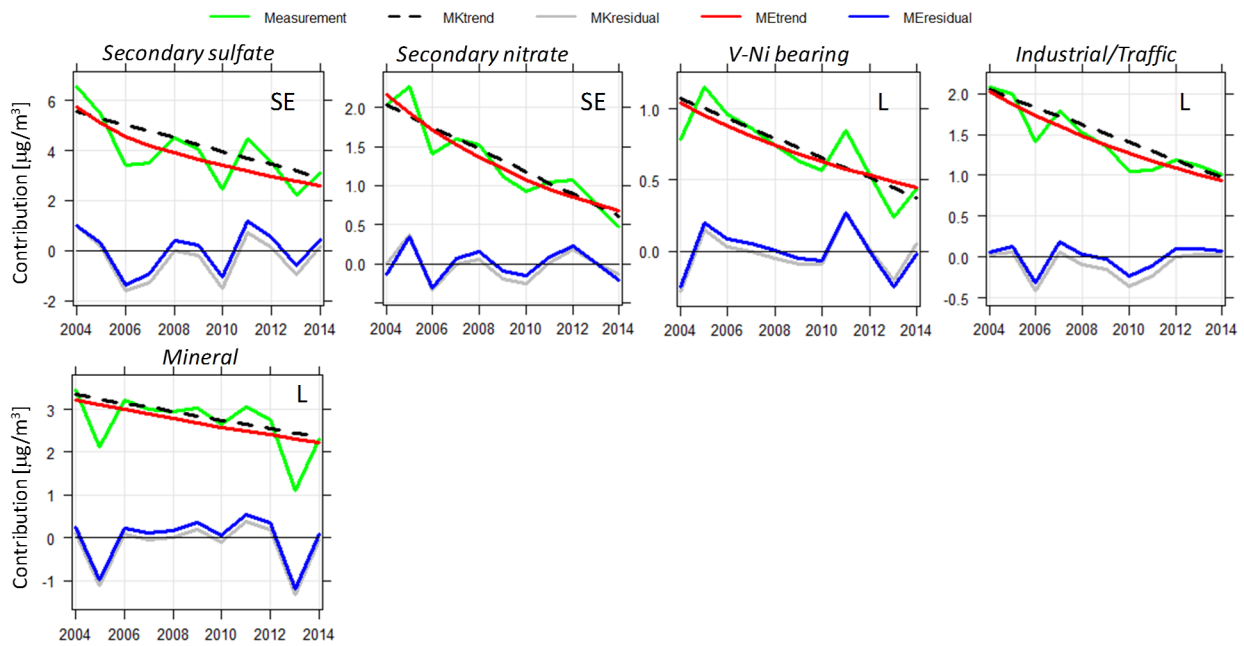 Measurement MKtrend MKresidual METrend MEresidual
Secondary sulfate Secondary nitrate V-Ni bearing Industrial/Traffic
Contribution [µg/m³]
SE
6
4
2
0
-2
2004 2006 2008 2010 2012 2014
SE
2.0
1.5
1.0
0.5
0.0
2004 2006 2008 2010 2012 2014
L
1.0
0.5
0.0
2004 2006 2008 2010 2012 2014
L
2.0
1.5
1.0
0.5
0.0
-0.5
2004 2006 2008 2010 2012 2014
Mineral
Contribution [µg/m³]
L
3
2
1
0
-1
2004 2006 2008 2010 2012 2014